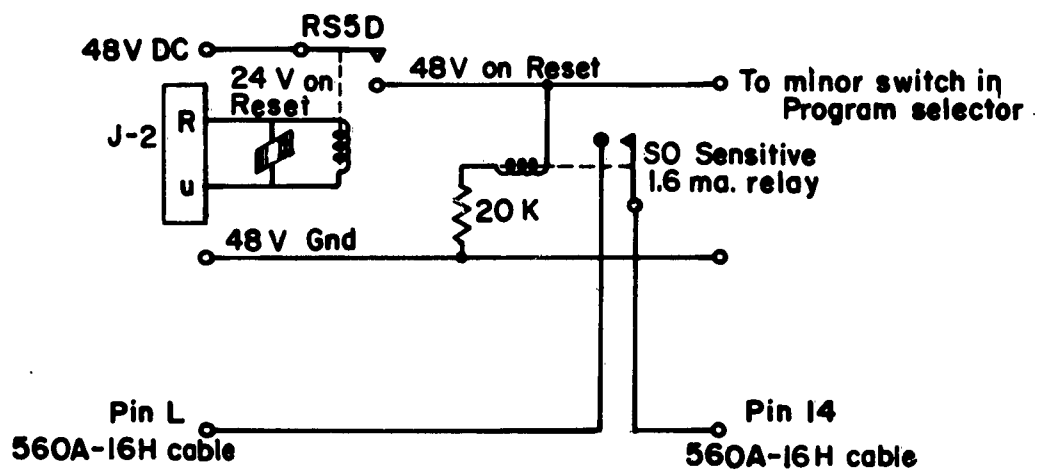 RS5D
48V DC
24 V on
Reset
48V on Reset
To minor switch in
Program selector
J-2
R
u
SO Sensitive
1.6 ma. relay
20 K
48 V Gnd
Pin L
560A-16H cable
Pin 14
560A-16H cable